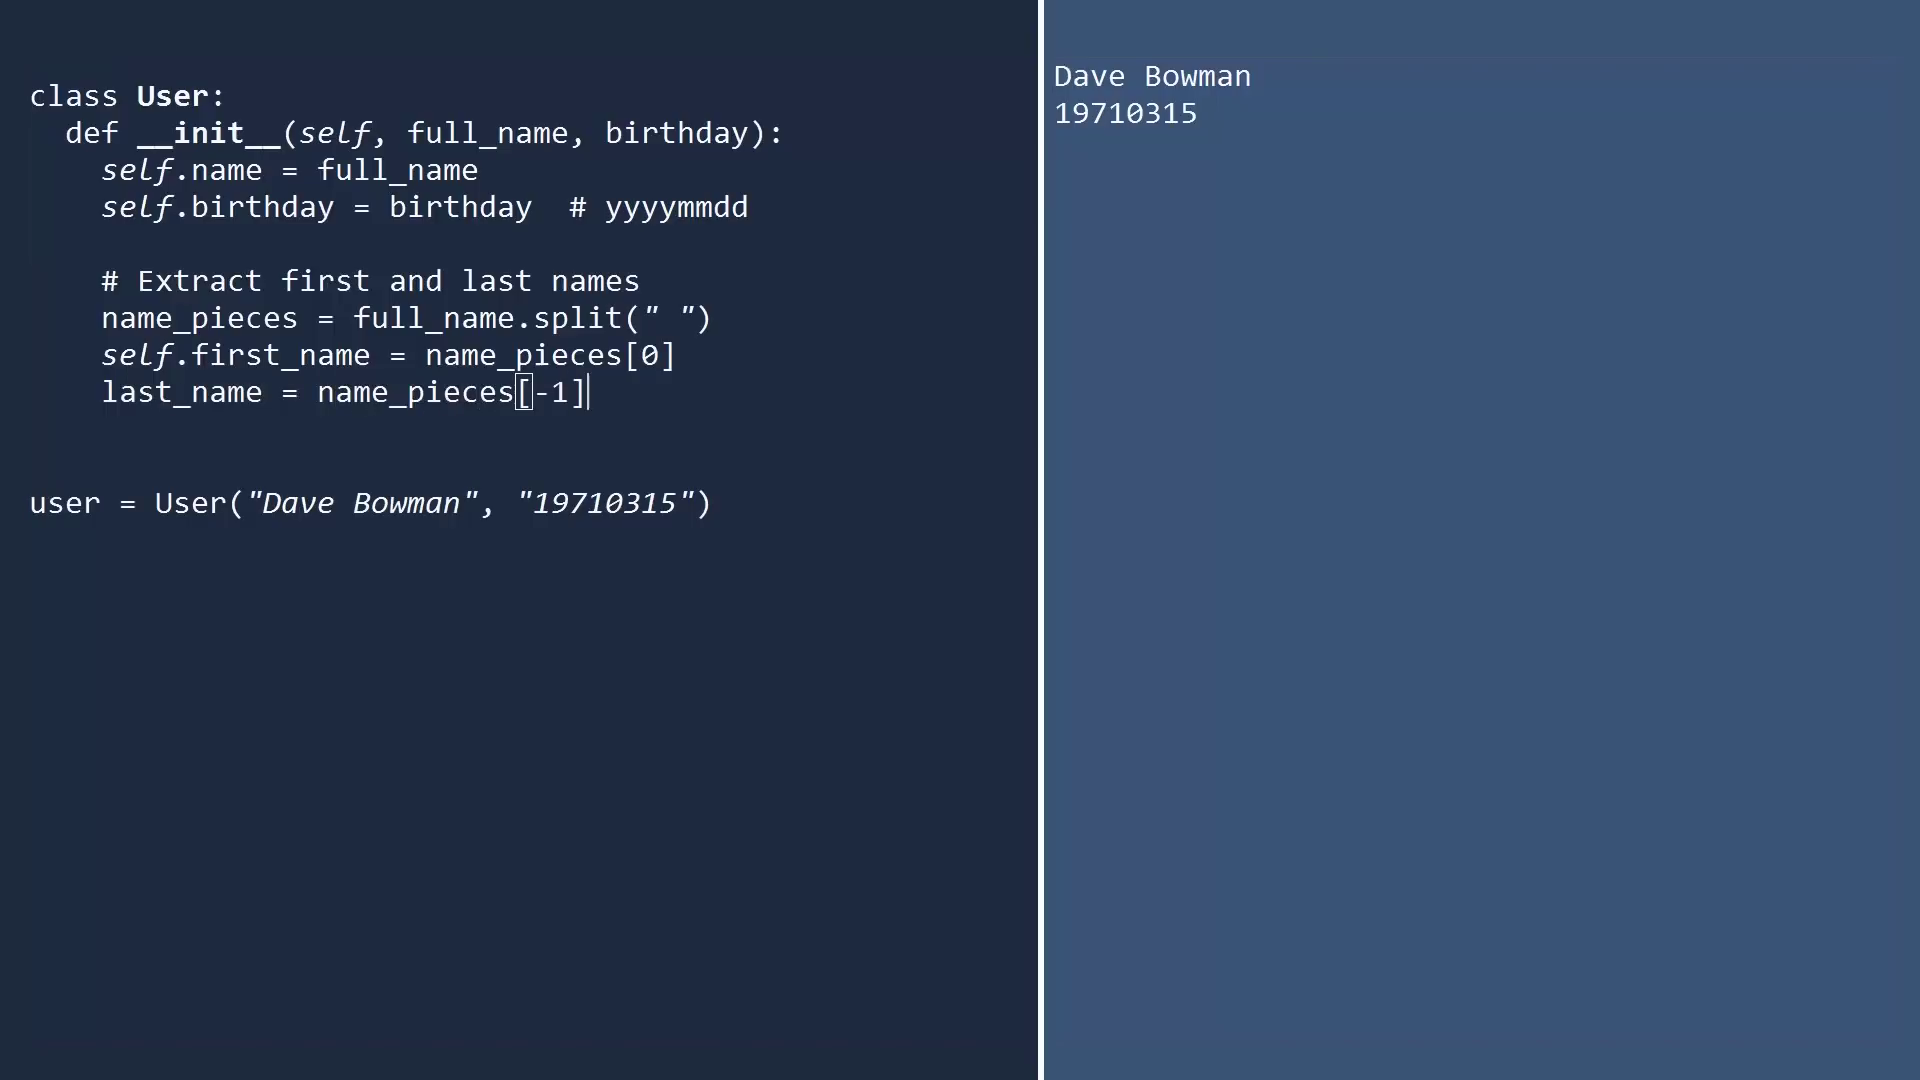 class User:
  def __init__(self, full_name, birthday):
    self.name = full_name
    self.birthday = birthday  # yyyymmdd

    # Extract first and last names
    name_pieces = full_name.split(" ")
    self.first_name = name_pieces[0]
    last_name = name_pieces[-1]

user = User("Dave Bowman", "19710315")

Dave Bowman
19710315